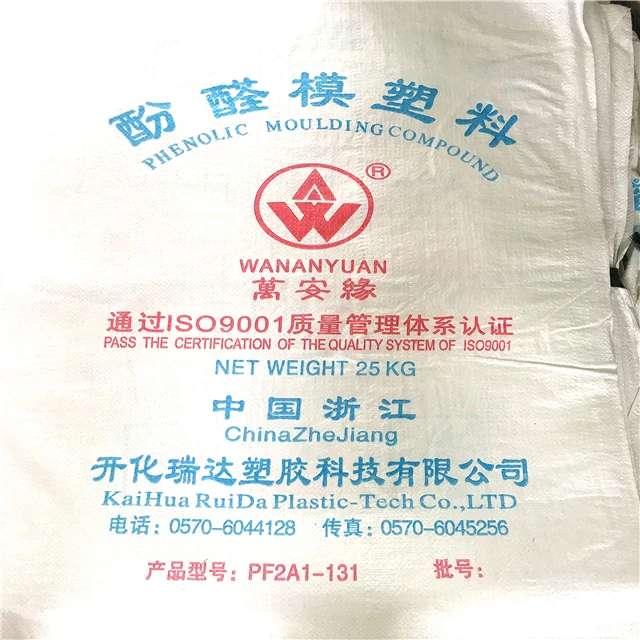 酚醛模塑料
PHENOLIC MOULDING COMPOUND
®
WANANYUAN
萬安緣
通过ISO9001质量管理体系认证
PASS THE CERTIFICATION OF THE QUALITY SYSTEM OF ISO9001
NET WEIGHT 25 KG
中国浙江
ChinaZheJiang
开化瑞达塑胶科技有限公司
KaiHua RuiDa Plastic-Tech Co.,LTD
电话: 0570-6044128 传真: 0570-6045256
产品型号: PF2A1-131 批号: